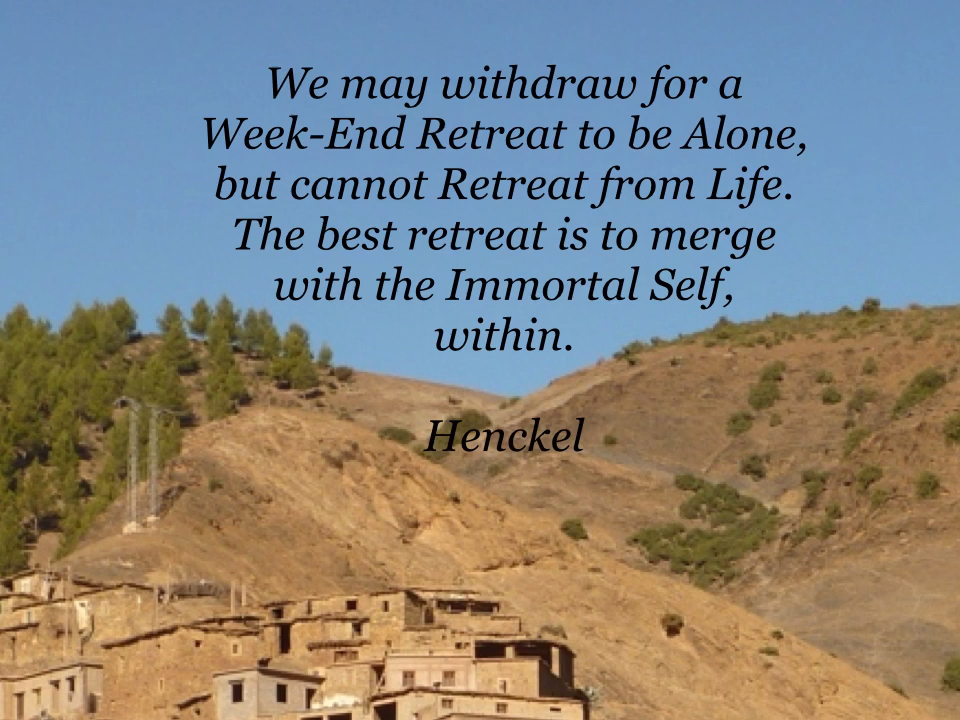 We may withdraw for a
Week-End Retreat to be Alone,
but cannot Retreat from Life.
The best retreat is to merge
with the Immortal Self,
within.
Henckel